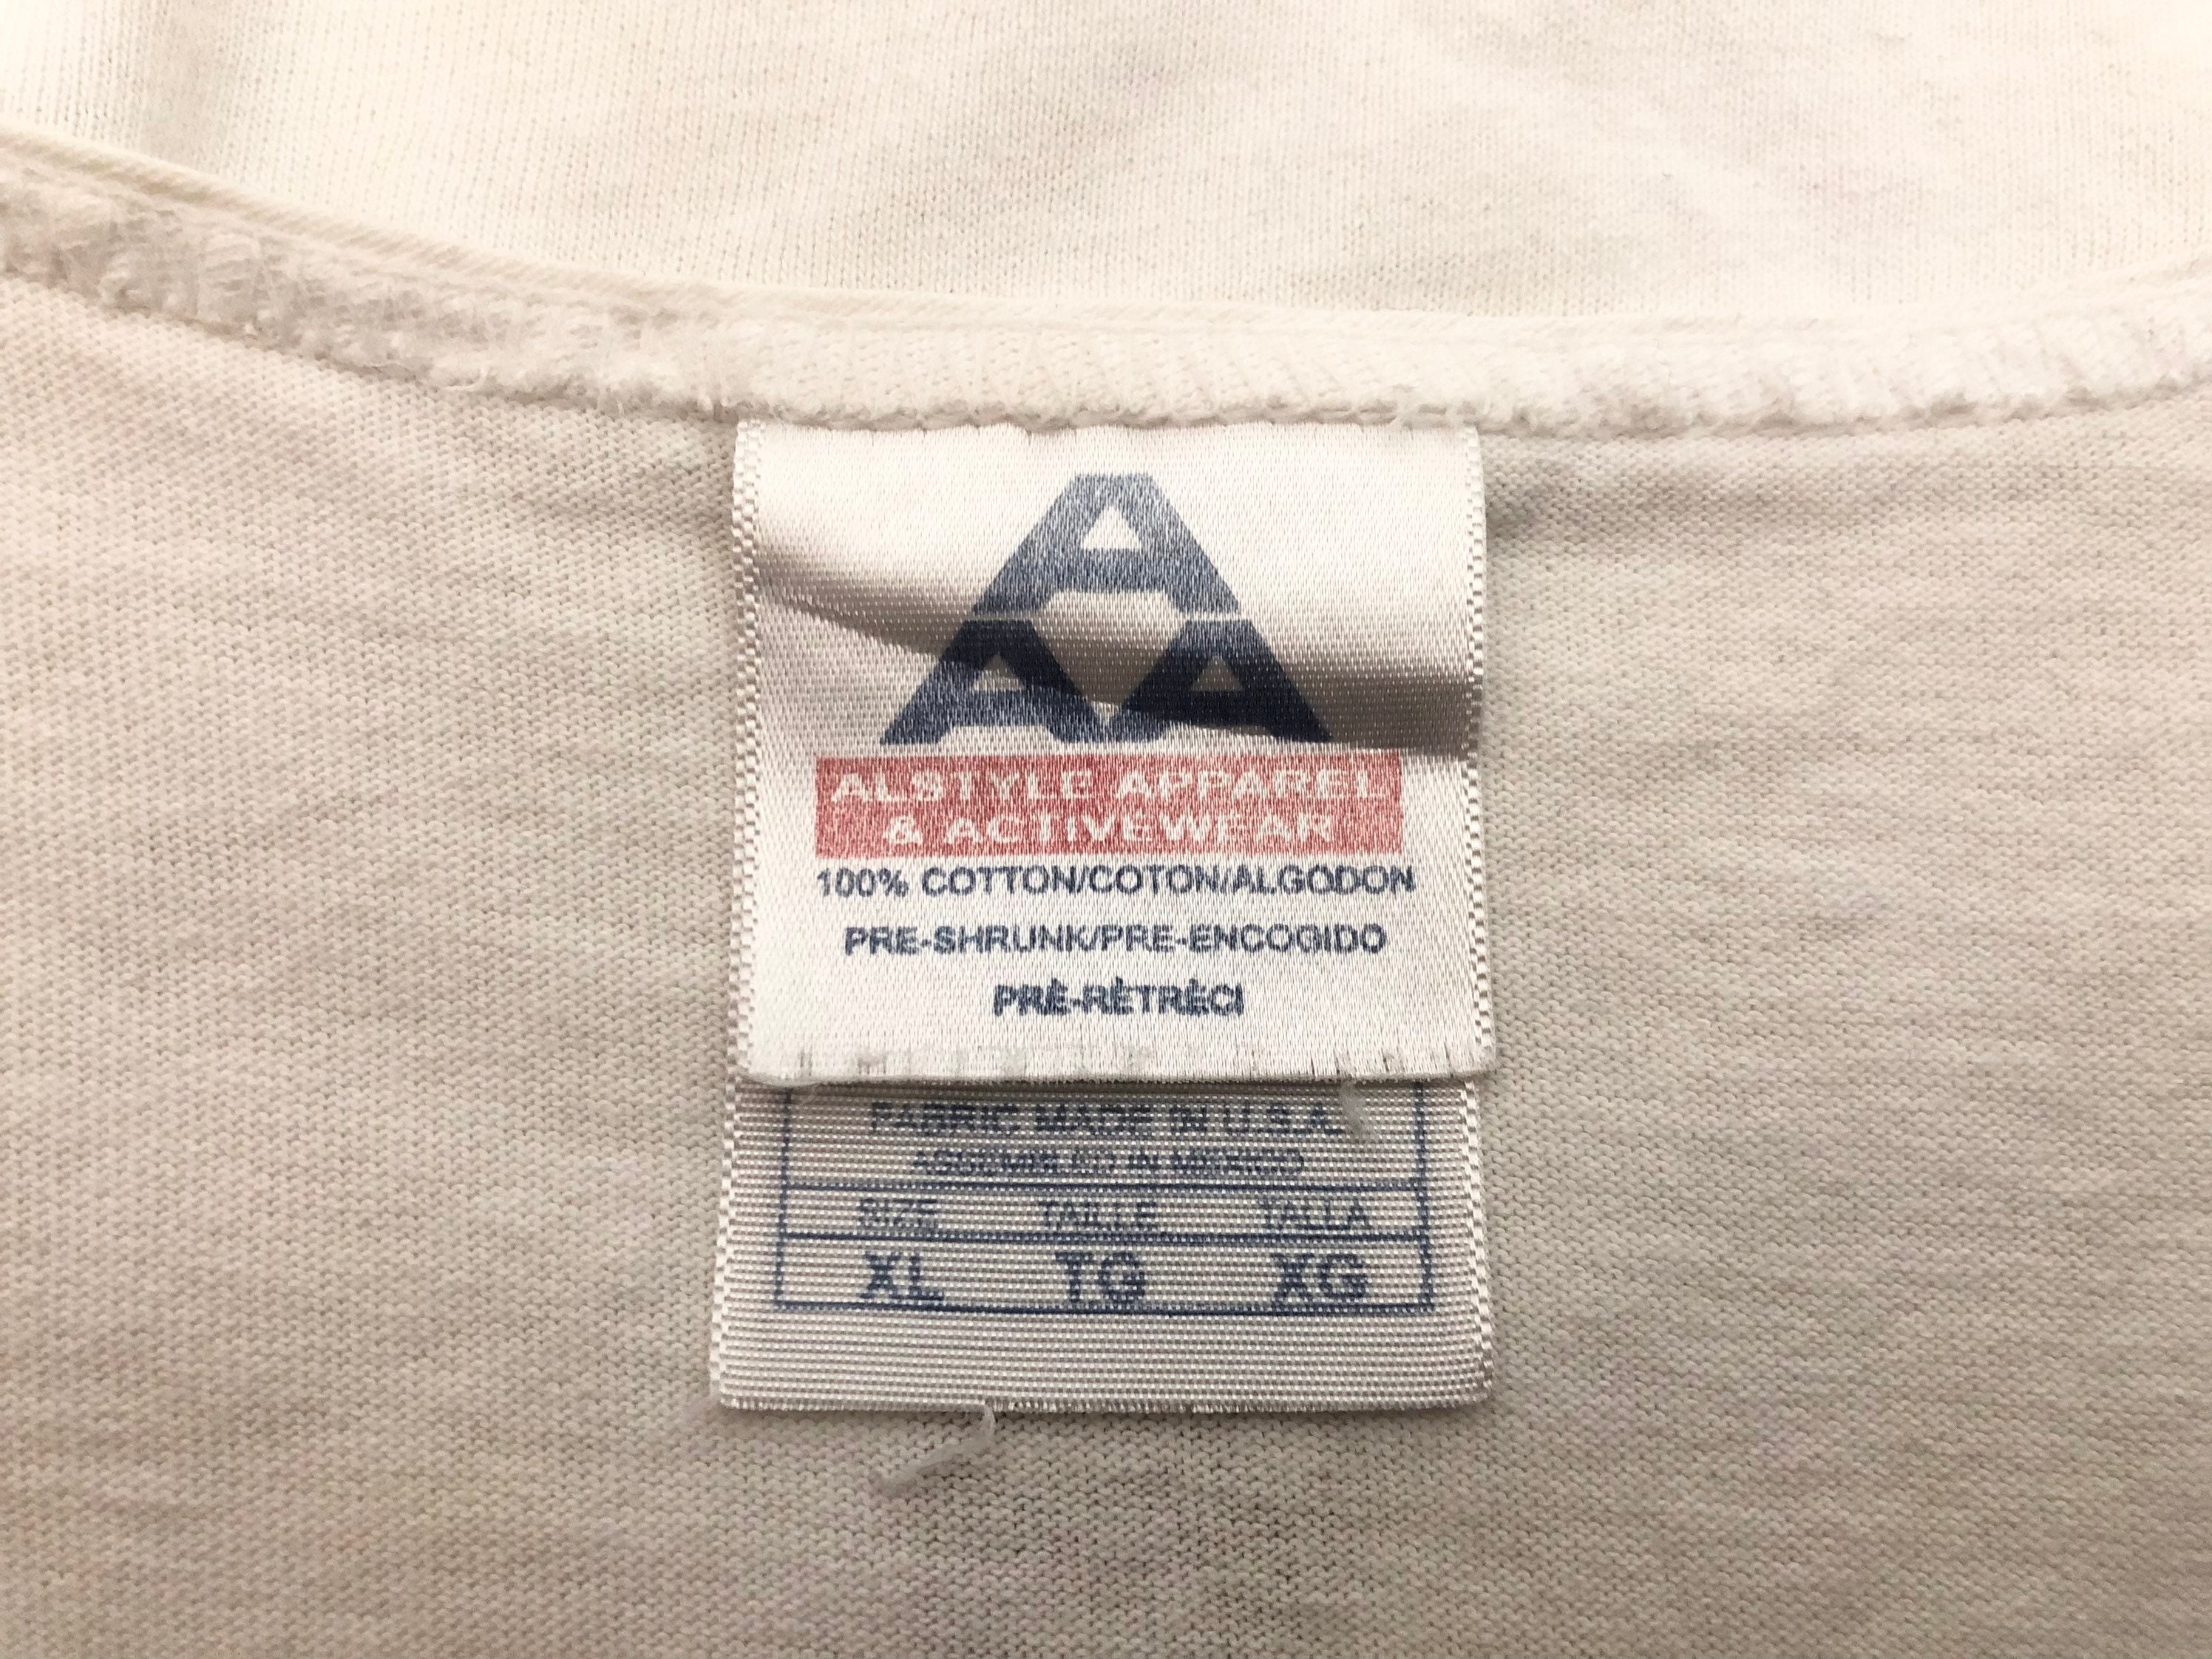 A
A A
ALSTYLE APPAREL
& ACTIVEWEAR
100% COTTON/COTON/ALGODON
PRE-SHRUNK/PRE-ENCOGIDO
PRÉ-RÉTRÉCI
FABRIC MADE IN U.S.A.
ASSEMBLED IN MEXICO
SIZE TAILLE TALLA
XL TG XG